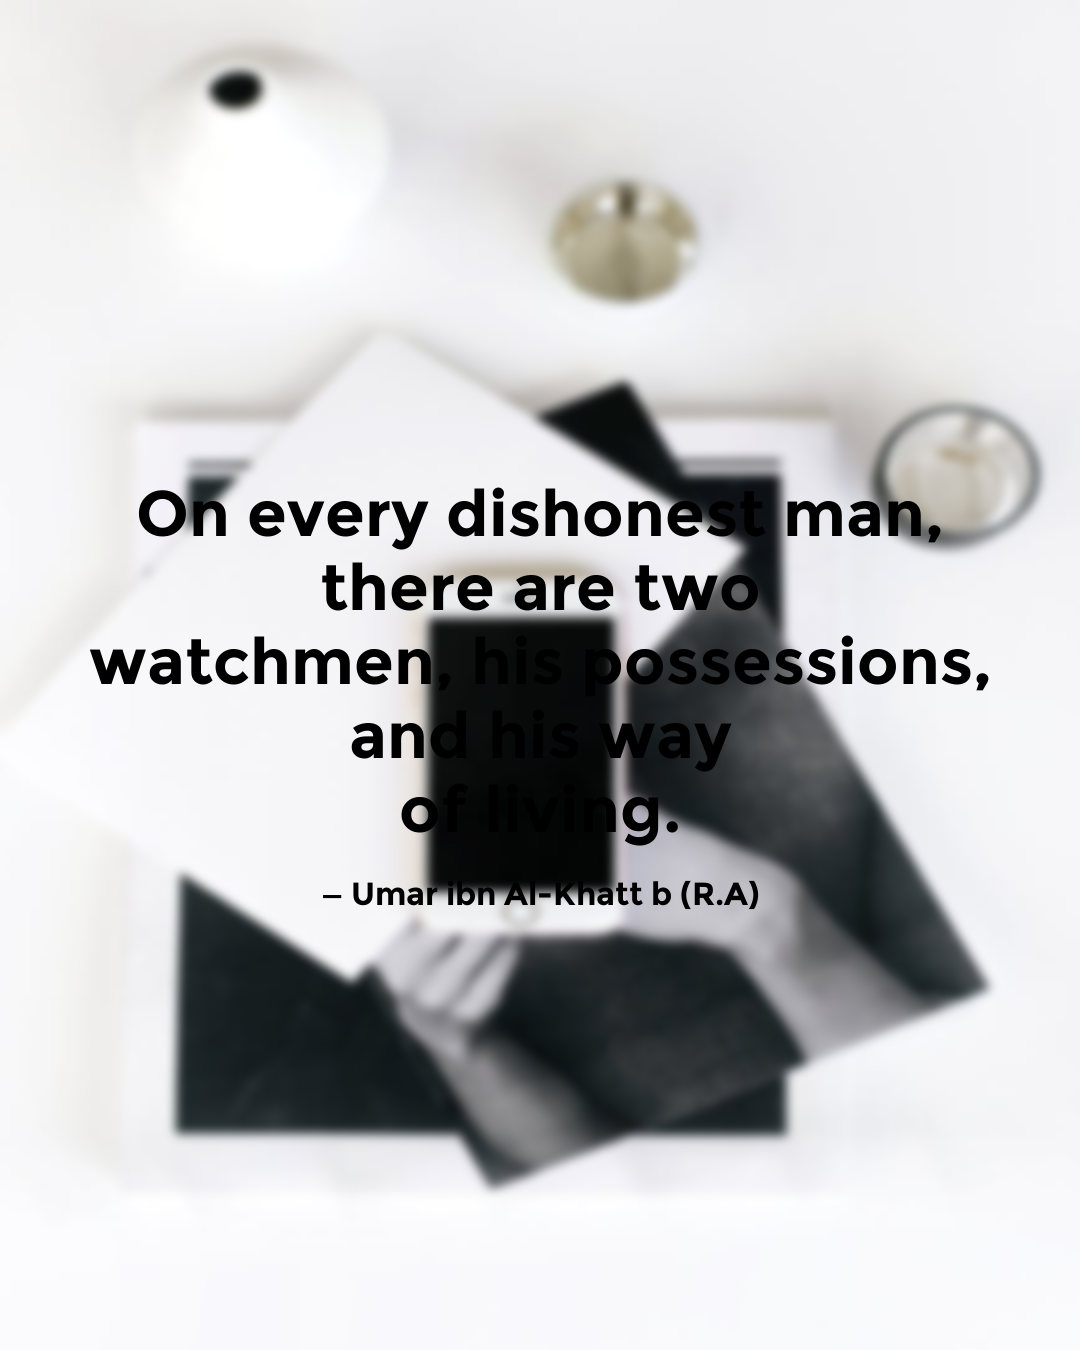 On every dishonest man,
there are two
watchmen, his possessions,
and his way
of living.
– Umar ibn Al-Khatt b (R.A)